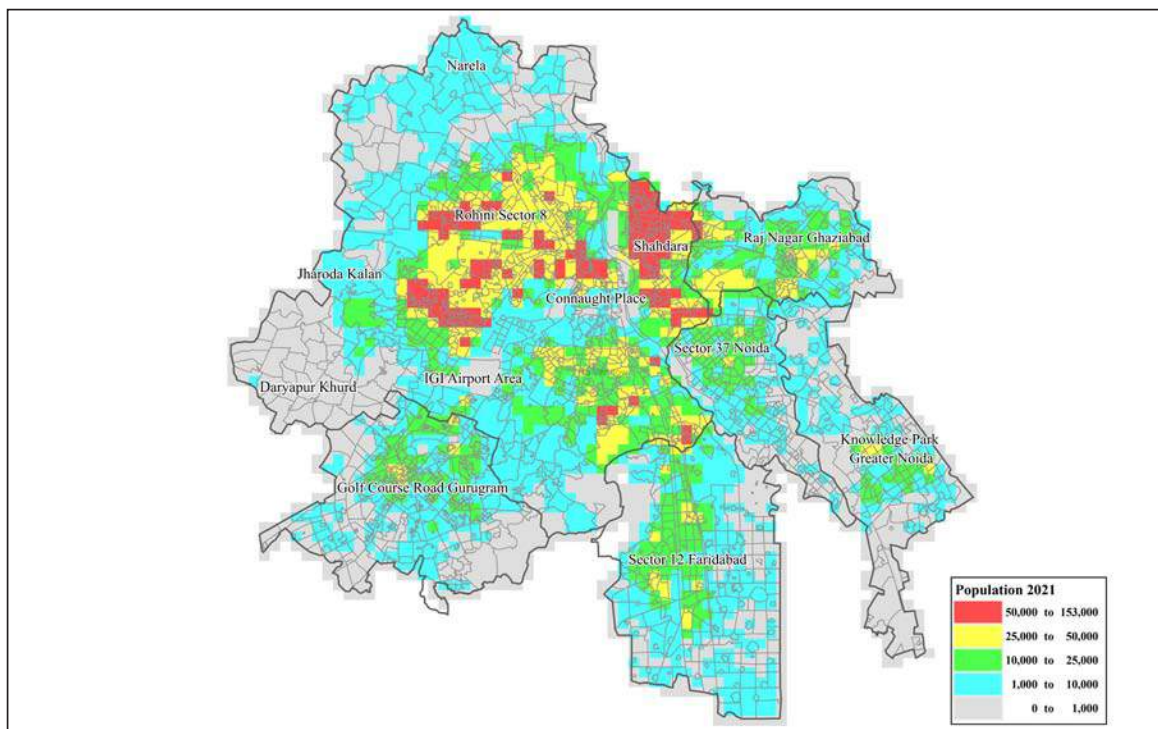 Narela
Rohini Sector 8
Shahdara
Raj Nagar Ghaziabad
Jharoda Kalan
Connaught Place
Sector 37 Noida
IGI Airport Area
Daryapur Khurd
Knowledge Park
Greater Noida
Golf Course Road Gurugram
Sector 12 Faridabad
Population 2021
50,000 to 153,000
25,000 to 50,000
10,000 to 25,000
1,000 to 10,000
0 to 1,000